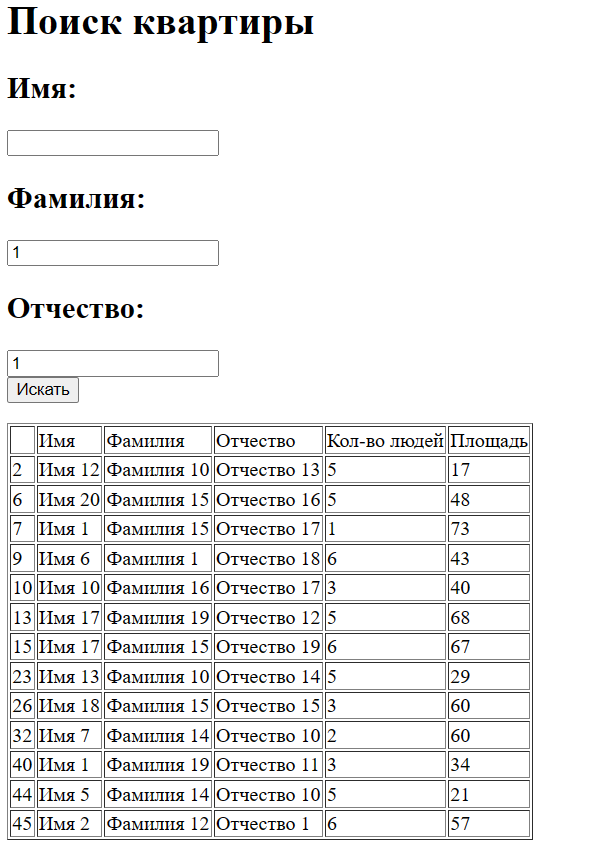 Поиск квартиры
Имя:
Фамилия:
1
Отчество:
1
Искать
Имя Фамилия Отчество Кол-во людей Площадь
2 Имя 12 Фамилия 10 Отчество 13 5 17
6 Имя 20 Фамилия 15 Отчество 16 5 48
7 Имя 1 Фамилия 15 Отчество 17 1 73
9 Имя 6 Фамилия 1 Отчество 18 6 43
10 Имя 10 Фамилия 16 Отчество 17 3 40
13 Имя 17 Фамилия 19 Отчество 12 5 68
15 Имя 17 Фамилия 15 Отчество 19 6 67
23 Имя 13 Фамилия 10 Отчество 14 5 29
26 Имя 18 Фамилия 15 Отчество 15 3 60
32 Имя 7 Фамилия 14 Отчество 10 2 60
40 Имя 1 Фамилия 19 Отчество 11 3 34
44 Имя 5 Фамилия 14 Отчество 10 5 21
45 Имя 2 Фамилия 12 Отчество 1 6 57